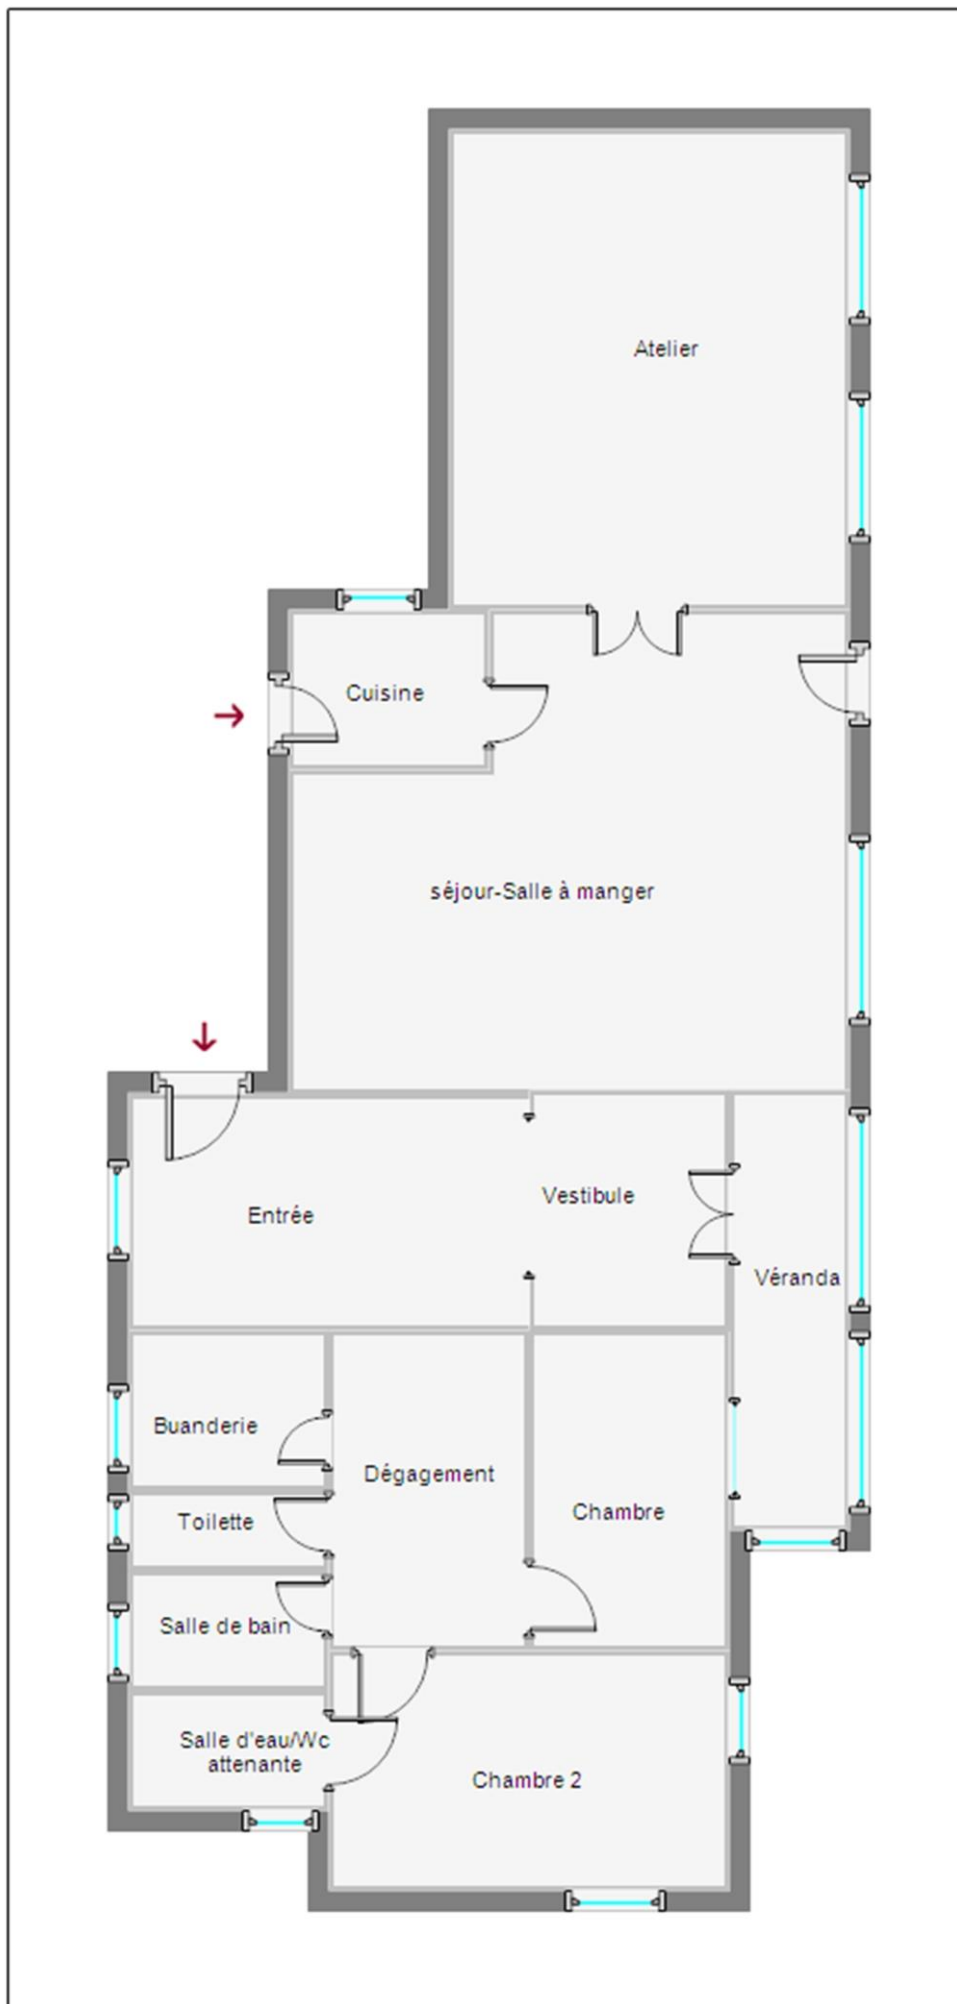 Atelier
Cuisine
séjour-Salle à manger
Entrée
Vestibule
Véranda
Buanderie
Dégagement
Toilette
Chambre
Salle de bain
Salle d'eau/Wc
attenante
Chambre 2